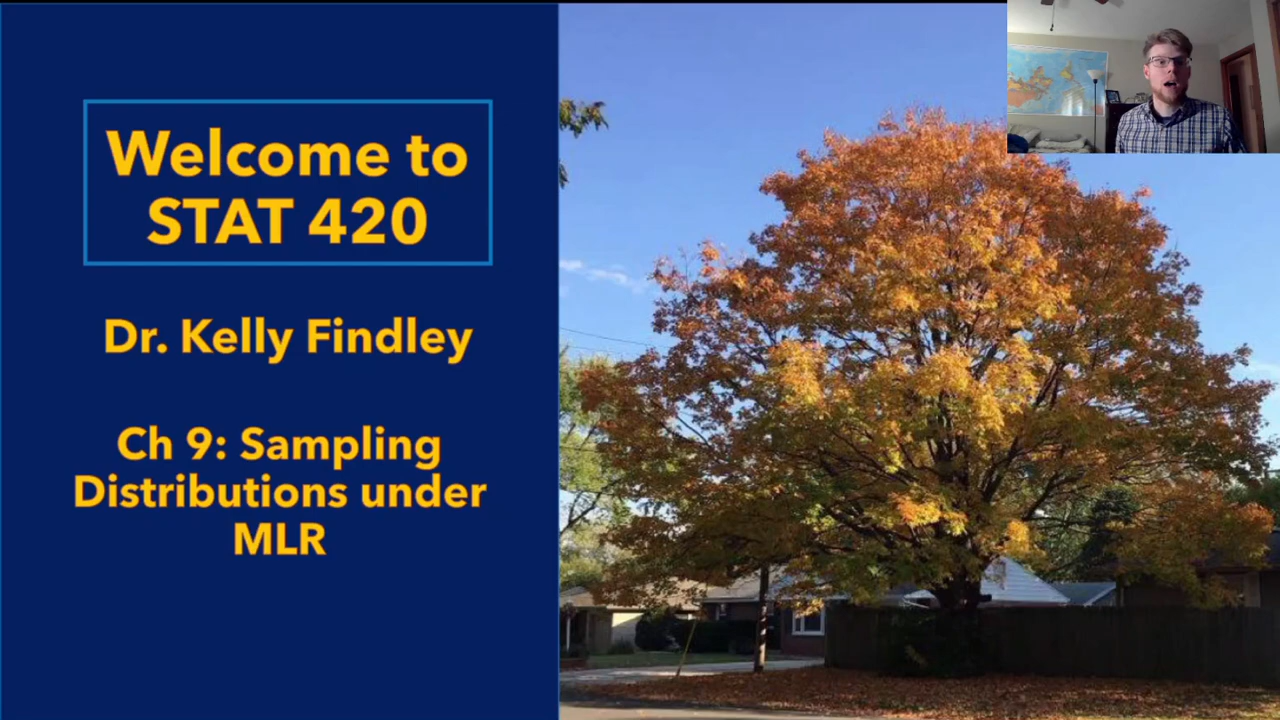 Welcome to
STAT 420
Dr. Kelly Findley
Ch 9: Sampling
Distributions under
MLR